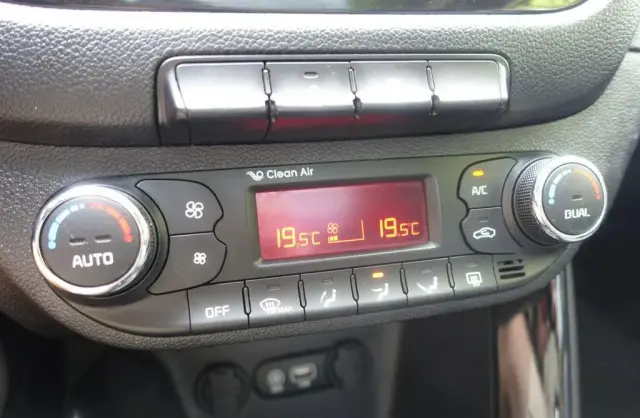 Clean Air
A/C
19.5C 19.5C
AUTO
DUAL
OFF